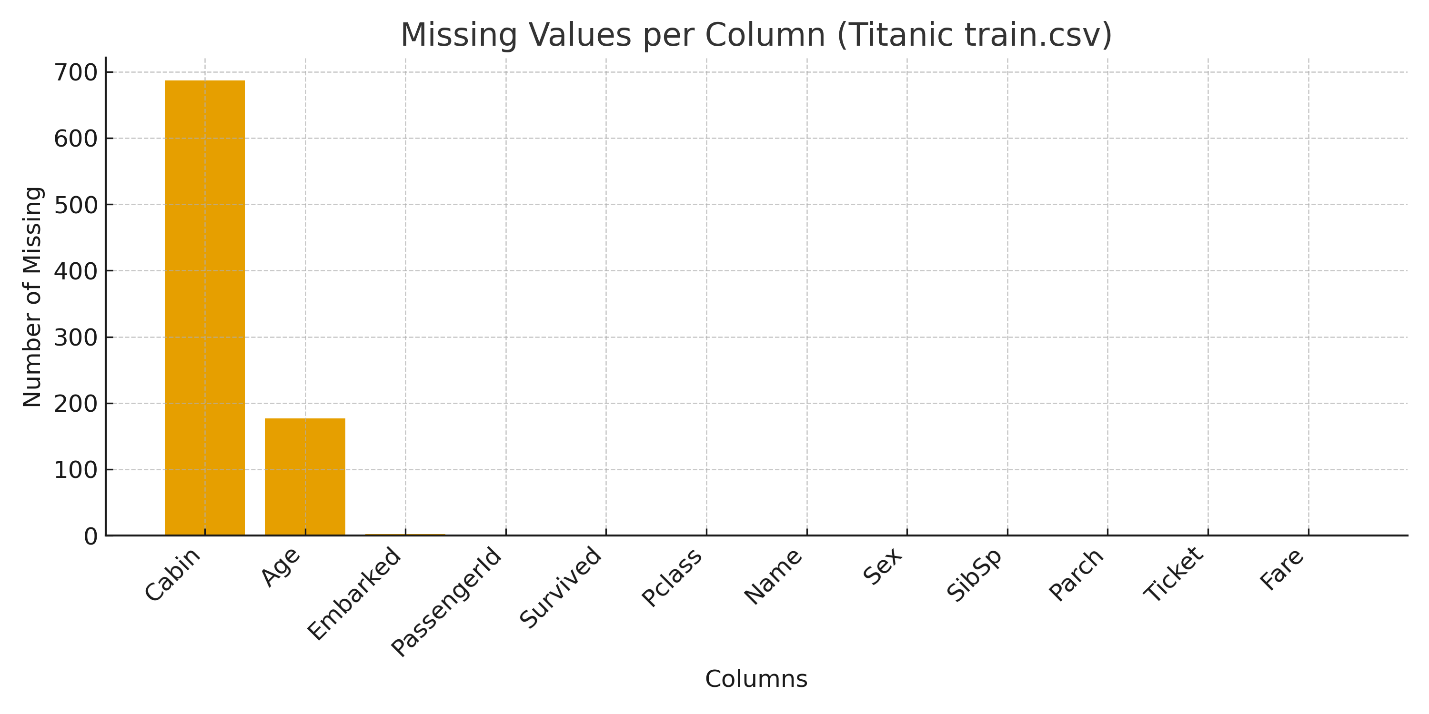 Missing Values per Column (Titanic train.csv)
Number of Missing
700
600
500
400
300
200
100
0
Cabin
Age
Embarked
PassengerId
Survived
Pclass
Name
Sex
SibSp
Parch
Ticket
Fare
Columns